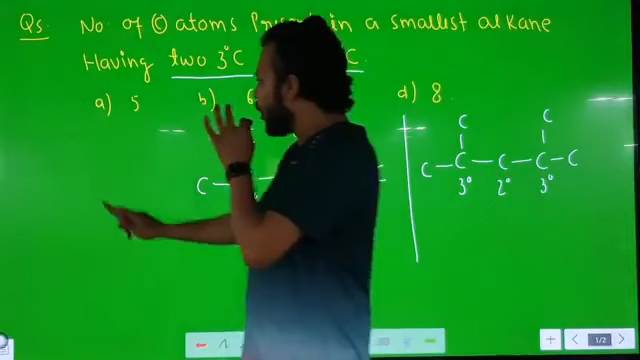 Qs. No. of (C) atoms Present in a smallest alkane
Having two 3°C C.
a) 5 b) 6 d) 8.
C C
C - C - C - C - C
3° 2° 3°
C -
1/2